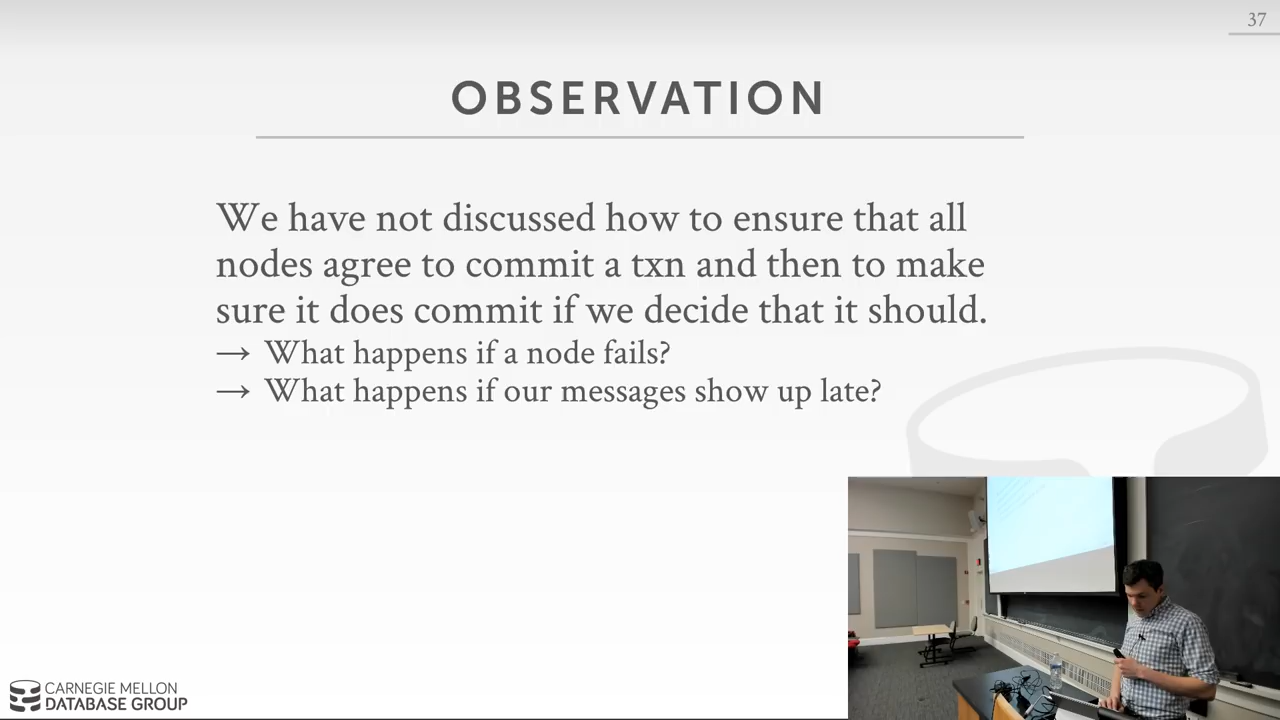 37
OBSERVATION
We have not discussed how to ensure that all
nodes agree to commit a txn and then to make
sure it does commit if we decide that it should.
→ What happens if a node fails?
→ What happens if our messages show up late?
CARNEGIE MELLON
DATABASE GROUP